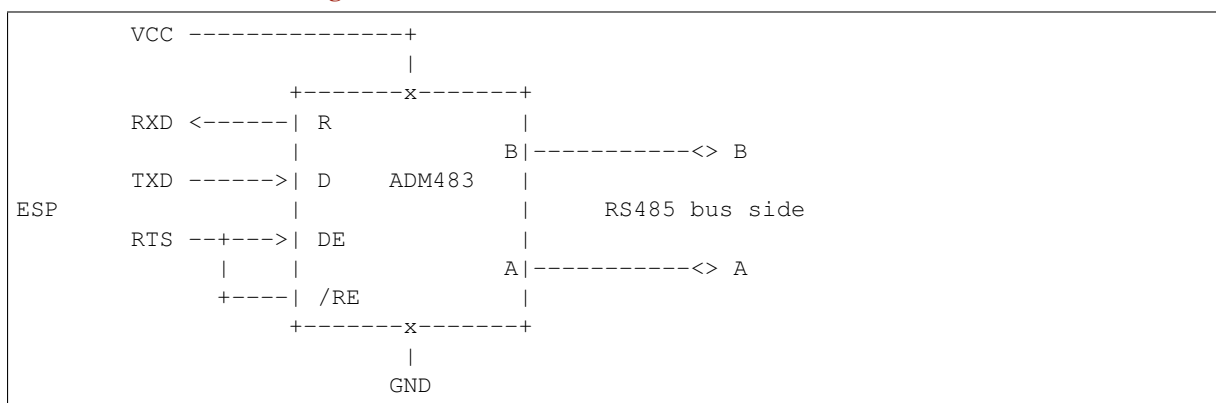 VCC ---------------+
|
+-------x-------+
RXD <------| R |
| B|-----------<> B
TXD ------>| D ADM483 |
ESP | | RS485 bus side
RTS --+--->| DE |
| | A|-----------<> A
+----| /RE |
+-------x-------+
|
GND